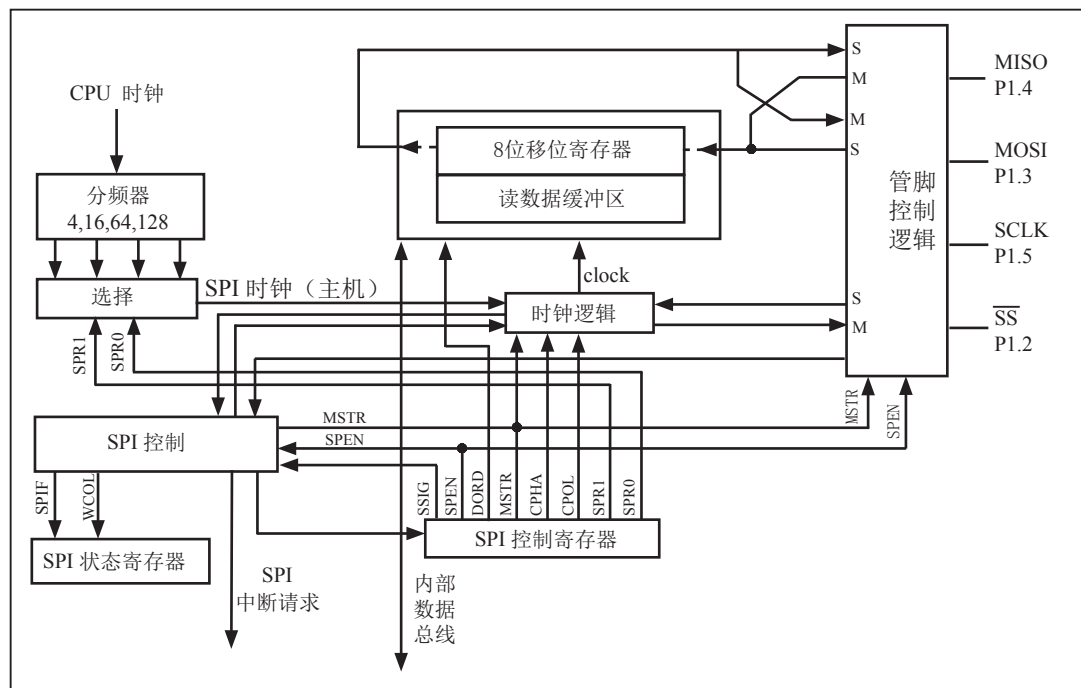 CPU 时钟
分频器
4,16,64,128
选择
SPI 时钟（主机）
SPR1
SPR0
8位移位寄存器
读数据缓冲区
clock
时钟逻辑
S
M
M
S
S
M
管脚
控制
逻辑
MISO
P1.4
MOSI
P1.3
SCLK
P1.5
SS
P1.2
MSTR
SPEN
SPI 控制
MSTR
SPEN
SPIF
WCOL
SPI 状态寄存器
SPI
中断请求
SSIG
SPEN
DORD
MSTR
CPHA
CPOL
SPR1
SPR0
SPI 控制寄存器
内部
数据
总线